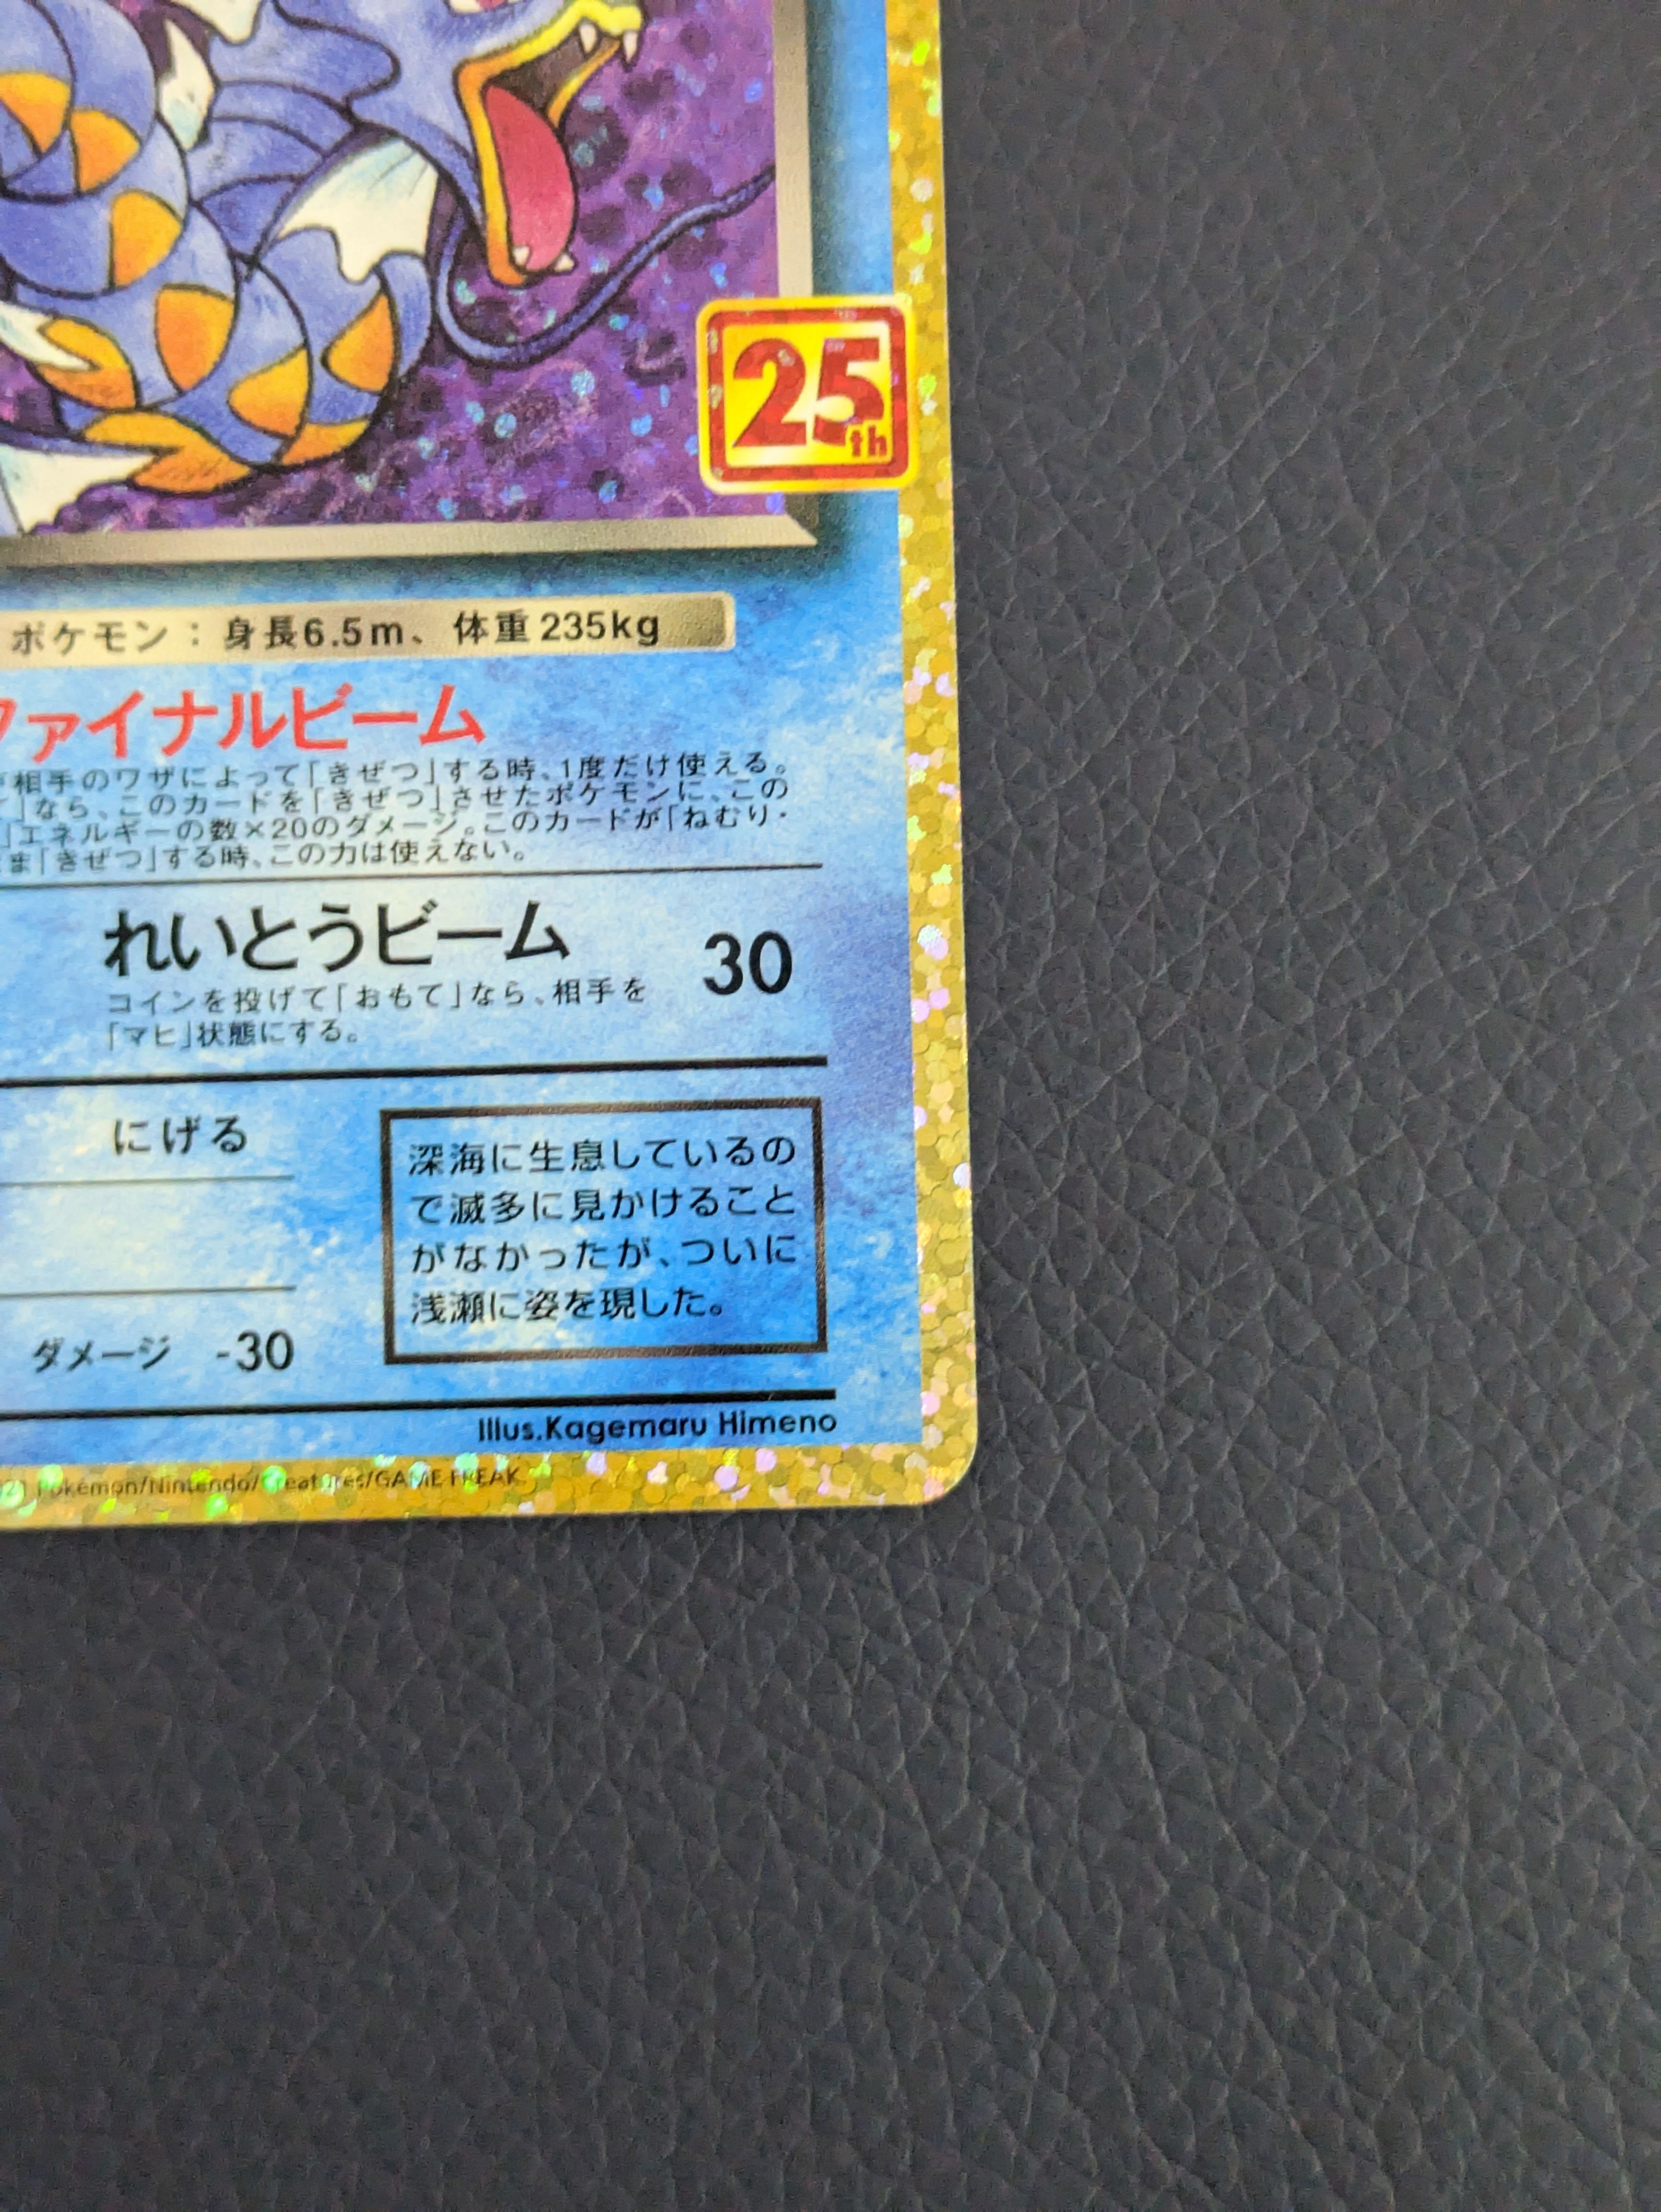 25th
ポケモン：身長6.5m、体重235kg
ファイナルビーム
相手のワザによって「きぜつ」する時、1度だけ使える。
」なら、このカードを「きぜつ」させたポケモンに、この
」エネルギーの数×20のダメージ。このカードが「ねむり・
ま「きぜつ」する時、この力は使えない。
れいとうビーム 30
コインを投げて「おもて」なら、相手を
「マヒ」状態にする。
にげる
深海に生息しているの
で滅多に見かけること
がなかったが、ついに
浅瀬に姿を現した。
ダメージ -30
Illus.Kagemaru Himeno
Pokémon/Nintendo/Creatures/GAME FREAK